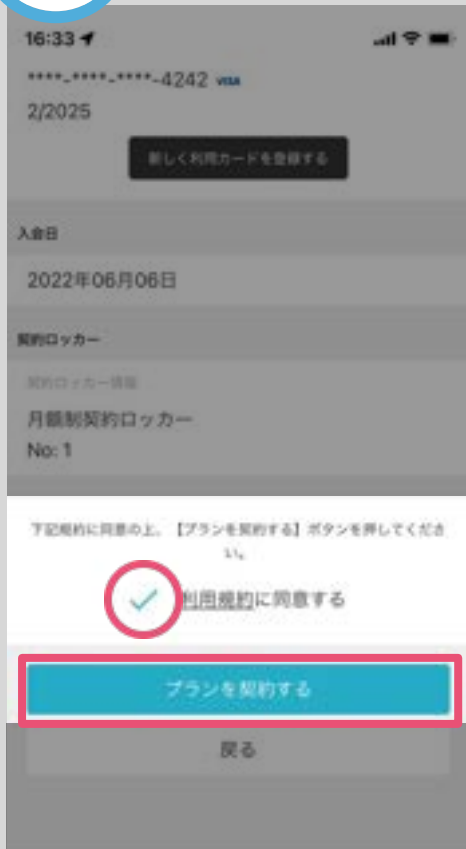 16:33
****-****-****-4242 VISA
2/2025
新しく利用カードを登録する
入会日
2022年06月06日
契約ロッカー
契約ロッカー情報
月額制契約ロッカー
No: 1
下記規約に同意の上、【プランを契約する】ボタンを押してくださ
い。
利用規約に同意する
プランを契約する
戻る